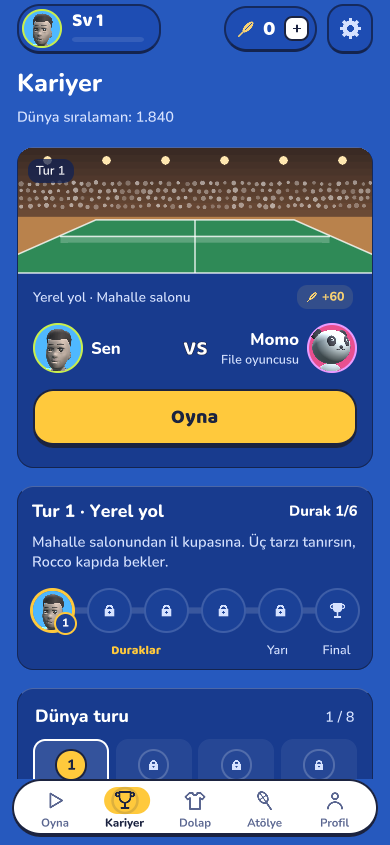 Sv 1
0
+
Kariyer
Dünya sıralaman: 1.840
Tur 1
Yerel yol · Mahalle salonu
+60
Sen
VS
Momo
File oyuncusu
Oyna
Tur 1 · Yerel yol
Durak 1/6
Mahalle salonundan il kupasına. Üç tarzı tanırsın,
Rocco kapıda bekler.
1
Duraklar
Yarı
Final
Dünya turu
1 / 8
1
Oyna
Kariyer
Dolap
Atölye
Profil